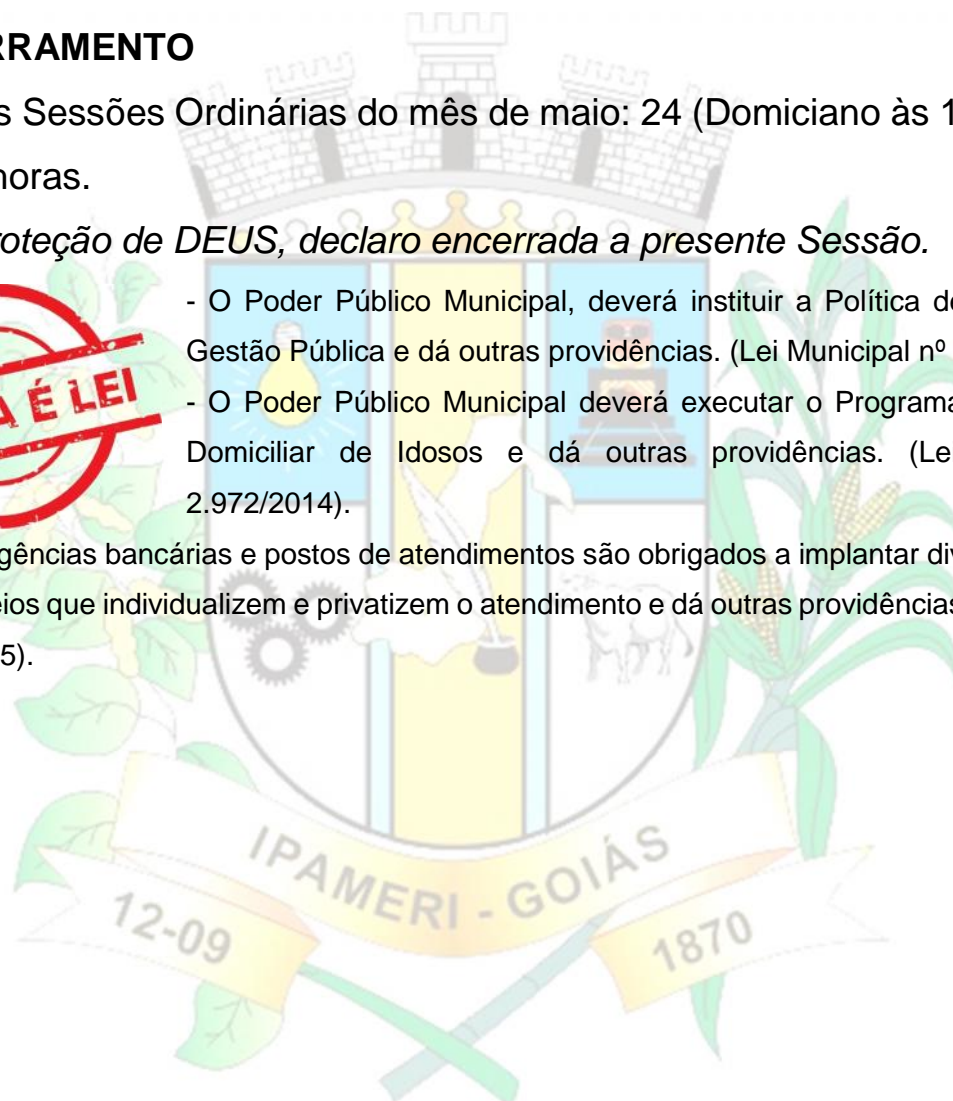 RRAMENTO
s Sessões Ordinárias do mês de maio: 24 (Domiciano às 1
horas.
roteção de DEUS, declaro encerrada a presente Sessão.
- O Poder Público Municipal, deverá instituir a Política de
Gestão Pública e dá outras providências. (Lei Municipal nº
A É LEI
- O Poder Público Municipal deverá executar o Programa
Domiciliar de Idosos e dá outras providências. (Le
2.972/2014).
gências bancárias e postos de atendimentos são obrigados a implantar div
eios que individualizem e privatizem o atendimento e dá outras providências
5).
IPAMERI - GOIÁS
12-09
1870